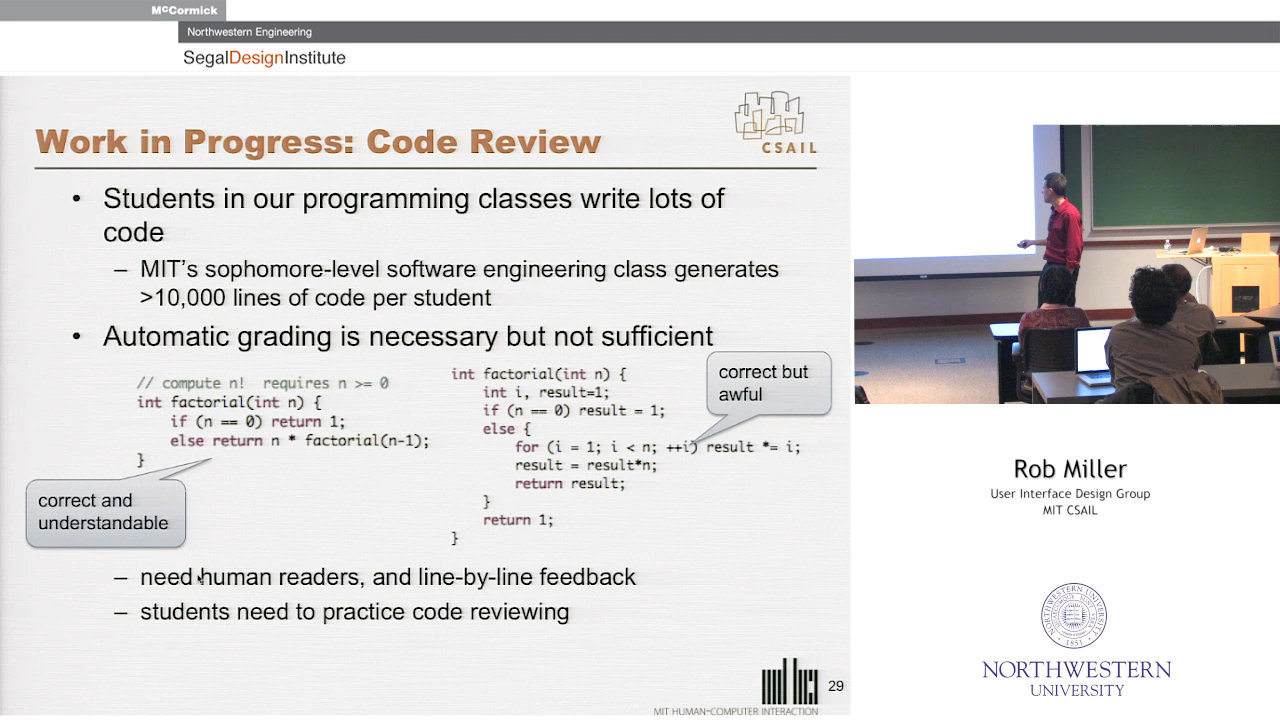 McCormick
Northwestern Engineering
SegalDesignInstitute
CSAIL
Work in Progress: Code Review
• Students in our programming classes write lots of
code
– MIT's sophomore-level software engineering class generates
>10,000 lines of code per student
• Automatic grading is necessary but not sufficient
// compute n! requires n >= 0
int factorial(int n) {
if (n == 0) return 1;
else return n * factorial(n-1);
}
correct and
understandable
int factorial(int n) {
int i, result=1;
if (n == 0) result = 1;
else {
for (i = 1; i < n; ++i) result *= i;
result = result*n;
return result;
}
return 1;
}
correct but
awful
– need human readers, and line-by-line feedback
– students need to practice code reviewing
29
MIT HUMAN-COMPUTER INTERACTION
Rob Miller
User Interface Design Group
MIT CSAIL
1851
NORTHWESTERN
UNIVERSITY